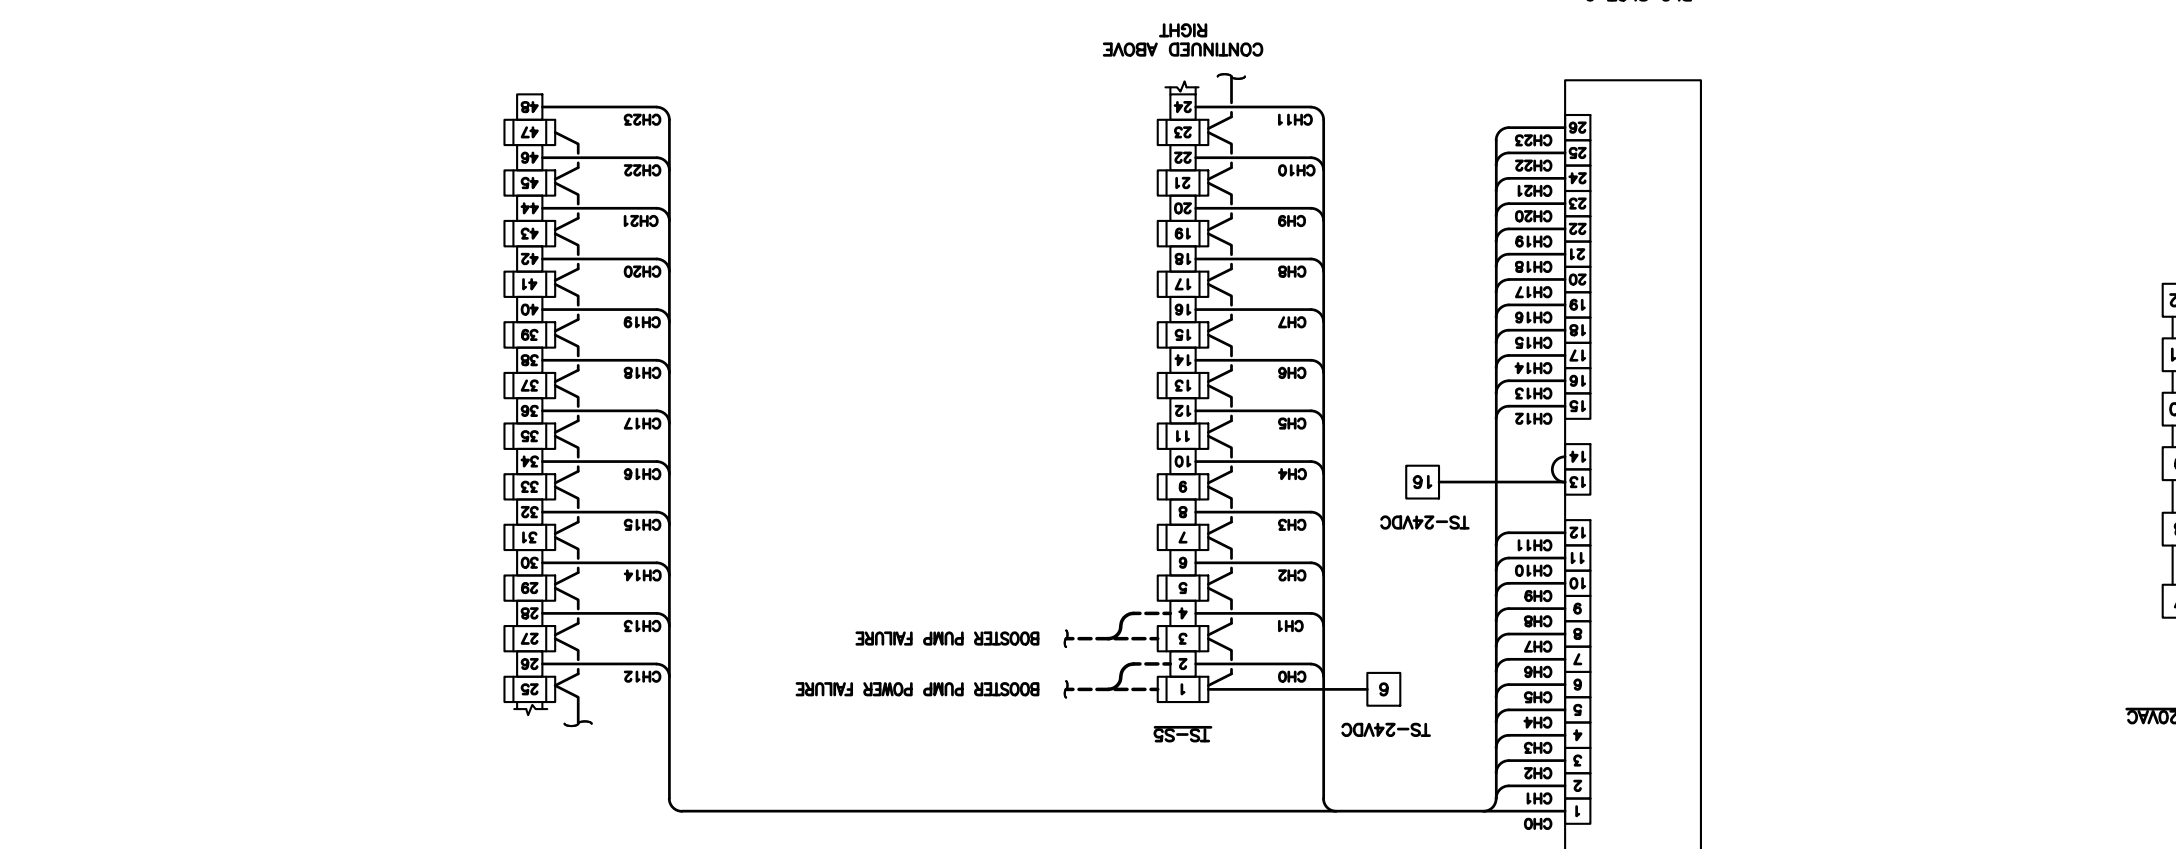 CH0 1
CH1 2
CH2 3
CH3 4
CH4 5
CH5 6
CH6 7
CH7 8
CH8 9
CH9 10
CH10 11
CH11 12
13
14
CH12 15
CH13 16
CH14 17
CH15 18
CH16 19
CH17 20
CH18 21
CH19 22
CH20 23
CH21 24
CH22 25
CH23 26
TS-24VDC
16
TS-24VDC
6
TS-S5
1
CH0 2
3
CH1 4
5
CH2 6
7
CH3 8
9
CH4 10
11
CH5 12
13
CH6 14
15
CH7 16
17
CH8 18
19
CH9 20
21
CH10 22
23
CH11 24
CONTINUED ABOVE
RIGHT
BOOSTER PUMP POWER FAILURE
BOOSTER PUMP FAILURE
25
CH12 26
27
CH13 28
29
CH14 30
31
CH15 32
33
CH16 34
35
CH17 36
37
CH18 38
39
CH19 40
41
CH20 42
43
CH21 44
45
CH22 46
47
CH23 48